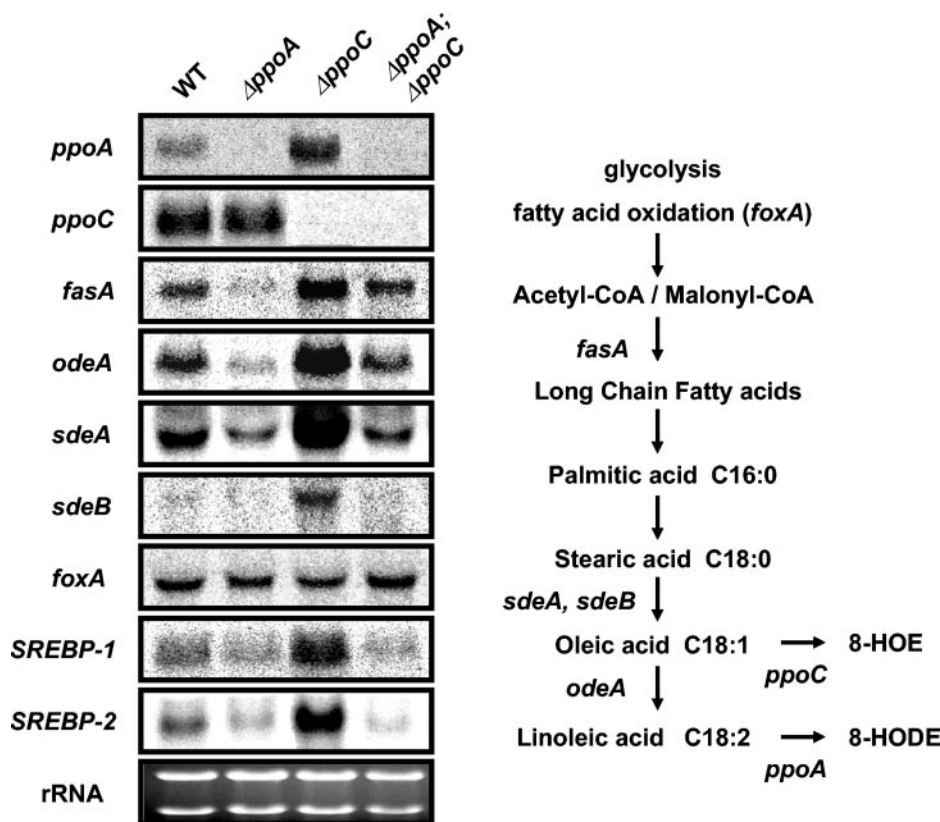 WT
ΔppoA
ΔppoC
ΔppoA;
ΔppoC
ppoA
ppoC
fasA
odeA
sdeA
sdeB
foxA
SREBP-1
SREBP-2
rRNA
glycolysis
fatty acid oxidation (foxA)
Acetyl-CoA / Malonyl-CoA
fasA
Long Chain Fatty acids
Palmitic acid C16:0
Stearic acid C18:0
sdeA, sdeB
Oleic acid C18:1 8-HOE
ppoC
odeA
Linoleic acid C18:2 8-HODE
ppoA